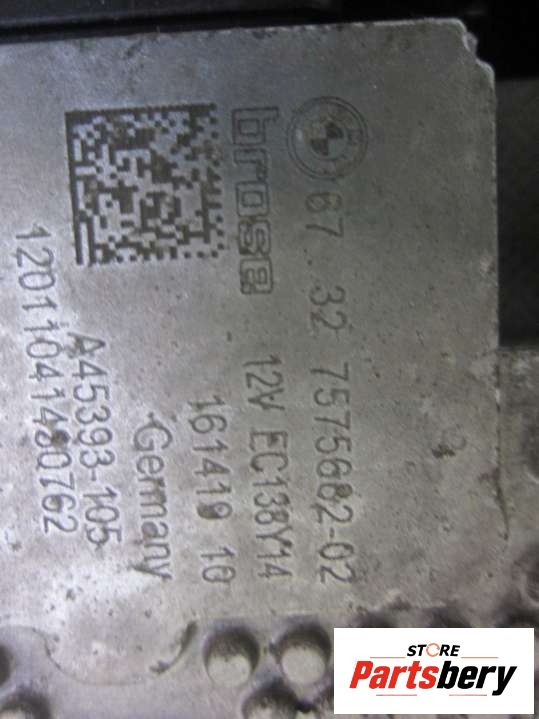 67.32 7575682-02
brose 12V EC138Y14
161419 10
Germany
A45393-105
12011041480762
STORE
Partsbery